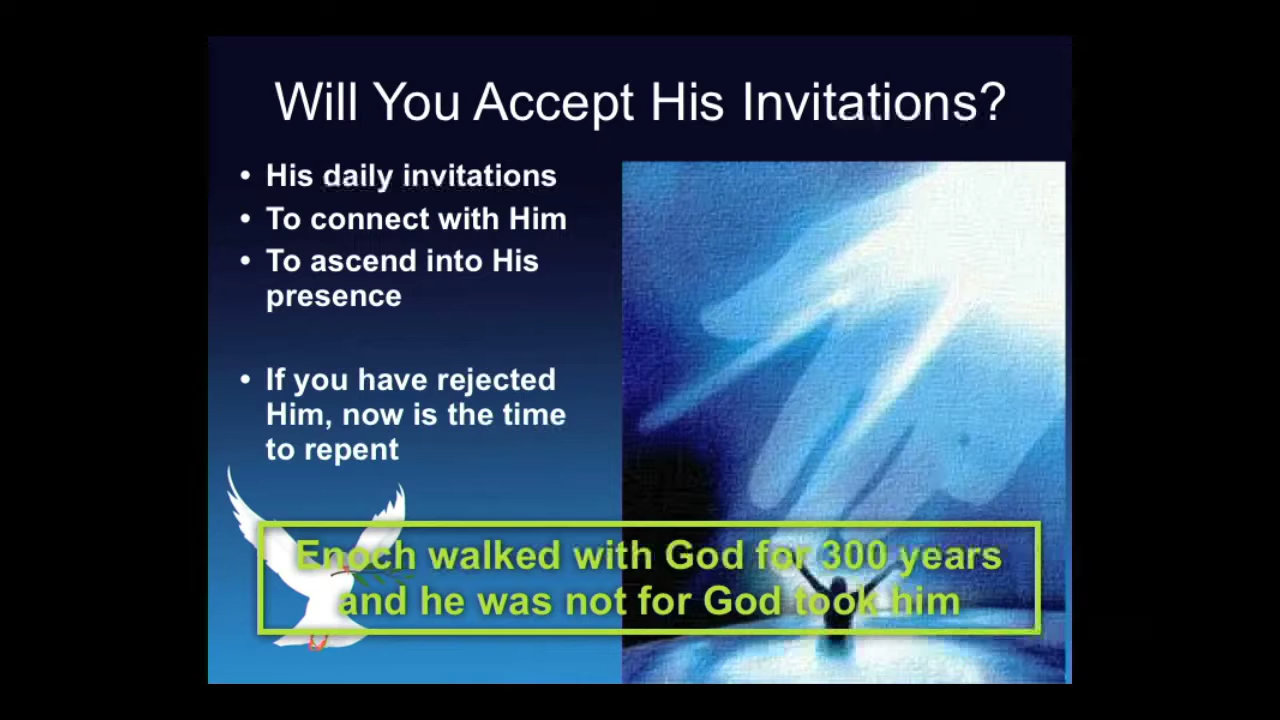 Will You Accept His Invitations?
• His daily invitations
• To connect with Him
• To ascend into His
presence
• If you have rejected
Him, now is the time
to repent
Enoch walked with God for 300 years
and he was not for God took him